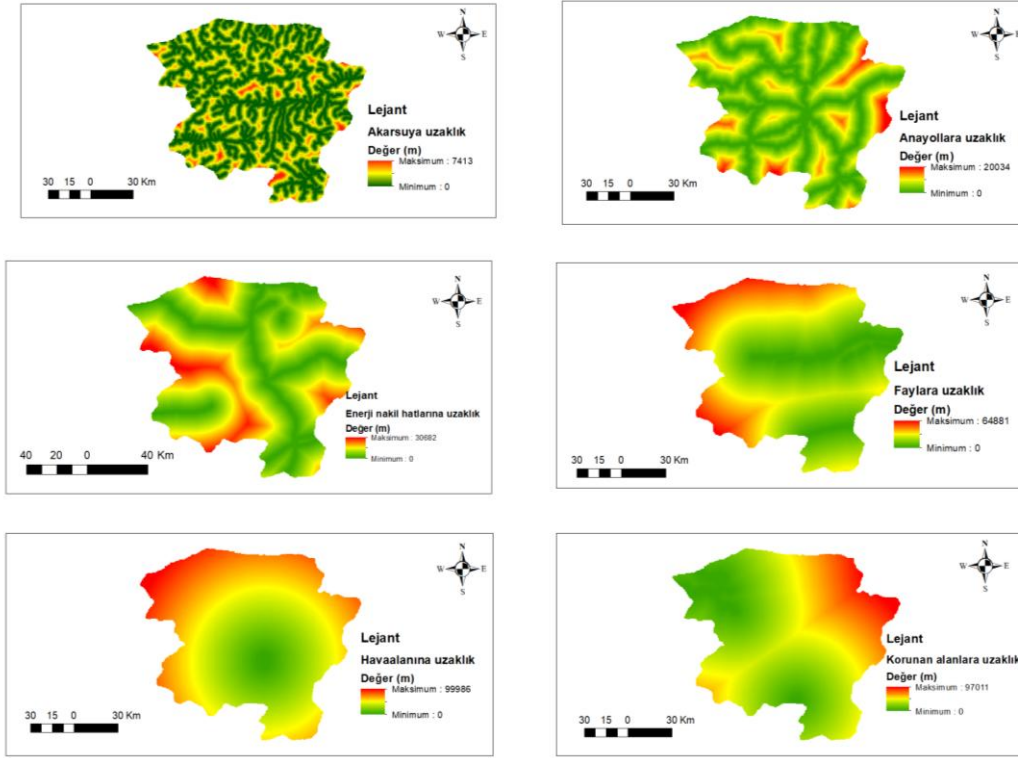 N
W E
S
Lejant
Akarsuya uzaklık
Değer (m)
Maksimum : 7413
Minimum : 0
30 15 0 30 Km
N
W E
S
Lejant
Anayollara uzaklık
Değer (m)
Maksimum : 20034
Minimum : 0
30 15 0 30 Km
N
W E
S
Lejant
Enerji nakil hatlarına uzaklık
Değer (m)
Maksimum : 30682
Minimum : 0
40 20 0 40 Km
N
W E
S
Lejant
Faylara uzaklık
Değer (m)
Maksimum : 64881
Minimum : 0
30 15 0 30 Km
N
W E
S
Lejant
Havaalanına uzaklık
Değer (m)
Maksimum : 99986
Minimum : 0
30 15 0 30 Km
N
W E
S
Lejant
Korunan alanlara uzaklık
Değer (m)
Maksimum : 97011
Minimum : 0
30 15 0 30 Km